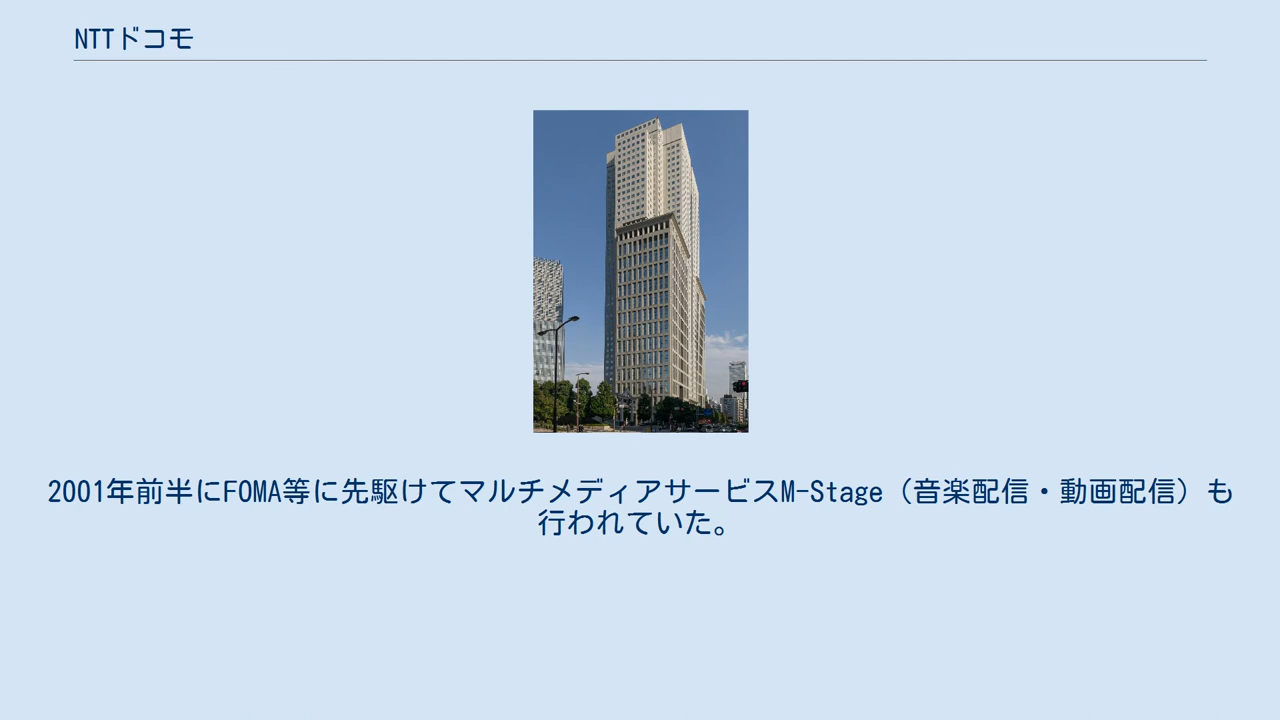 NTTドコモ
2001年前半にFOMA等に先駆けてマルチメディアサービスM-Stage（音楽配信・動画配信）も
行われていた。